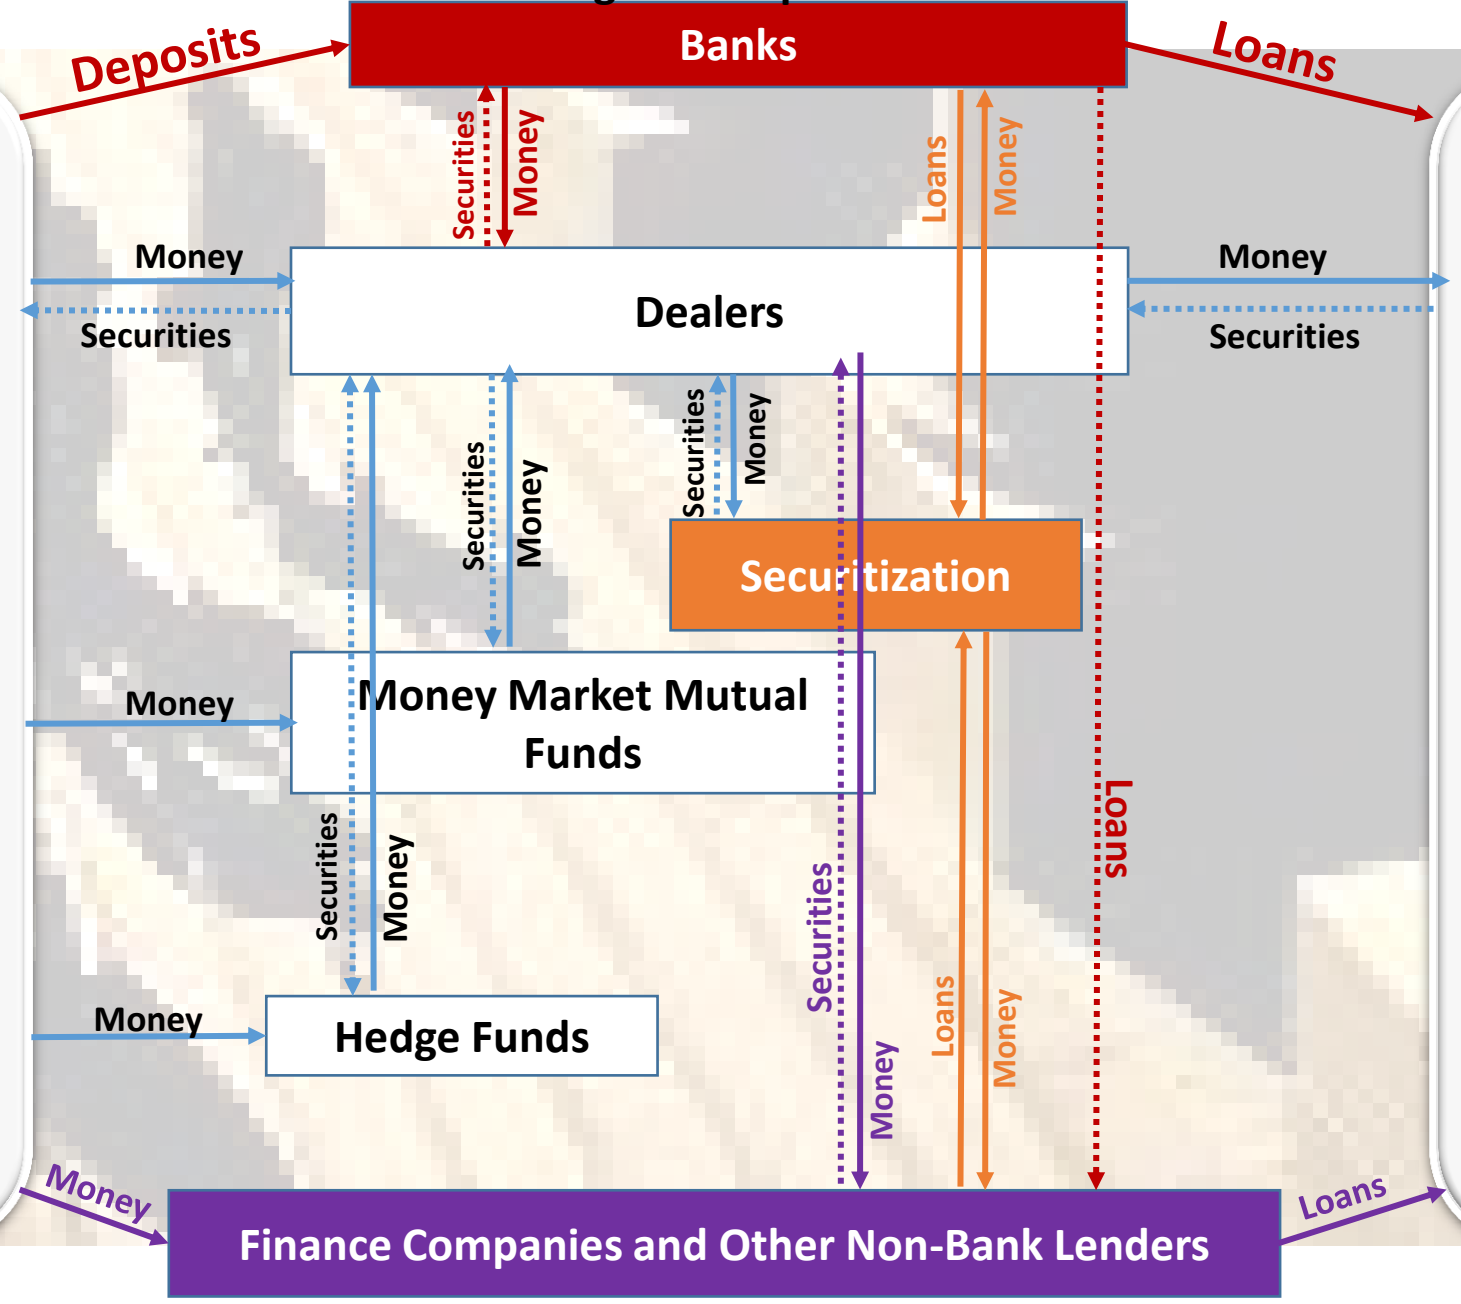 Banks
Deposits
Loans
Securities
Money
Loans
Money
Money
Securities
Dealers
Money
Securities
Securities
Money
Securities
Money
Securitization
Money
Money Market Mutual
Funds
Loans
Securities
Money
Securities
Money
Hedge Funds
Loans
Money
Money
Money
Loans
Finance Companies and Other Non-Bank Lenders